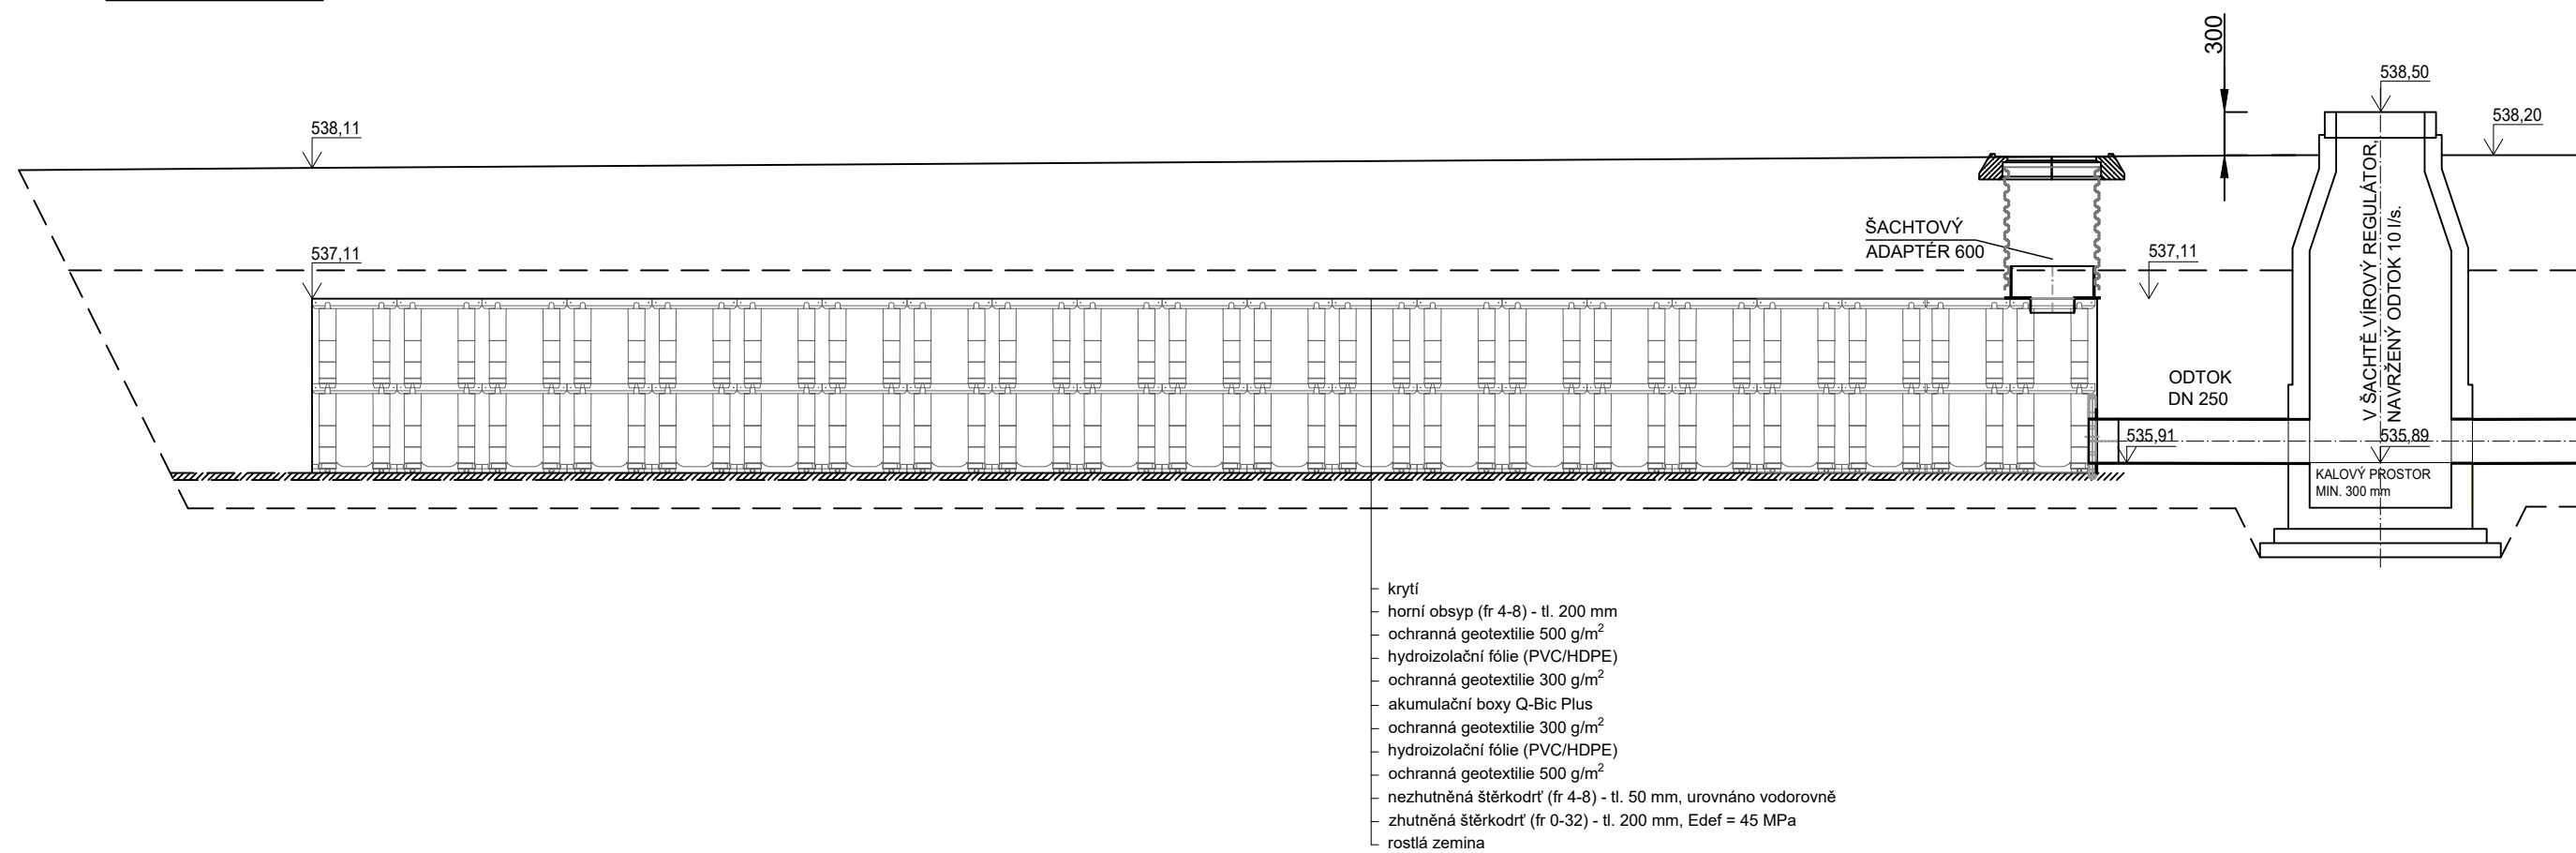 300
538,50
538,20
538,11
V ŠACHTĚ VÍROVÝ REGULÁTOR,
NAVRŽENÝ ODTOK 10 l/s.
ŠACHTOVÝ
ADAPTÉR 600
537,11
537,11
ODTOK
DN 250
535,91
535,89
KALOVÝ PROSTOR
MIN. 300 mm
krytí
horní obsyp (fr 4-8) - tl. 200 mm
ochranná geotextilie 500 g/m²
hydroizolační fólie (PVC/HDPE)
ochranná geotextilie 300 g/m²
akumulační boxy Q-Bic Plus
ochranná geotextilie 300 g/m²
hydroizolační fólie (PVC/HDPE)
ochranná geotextilie 500 g/m²
nezhutněná štěrkodrť (fr 4-8) - tl. 50 mm, urovnáno vodorovně
zhutněná štěrkodrť (fr 0-32) - tl. 200 mm, Edef = 45 MPa
rostlá zemina